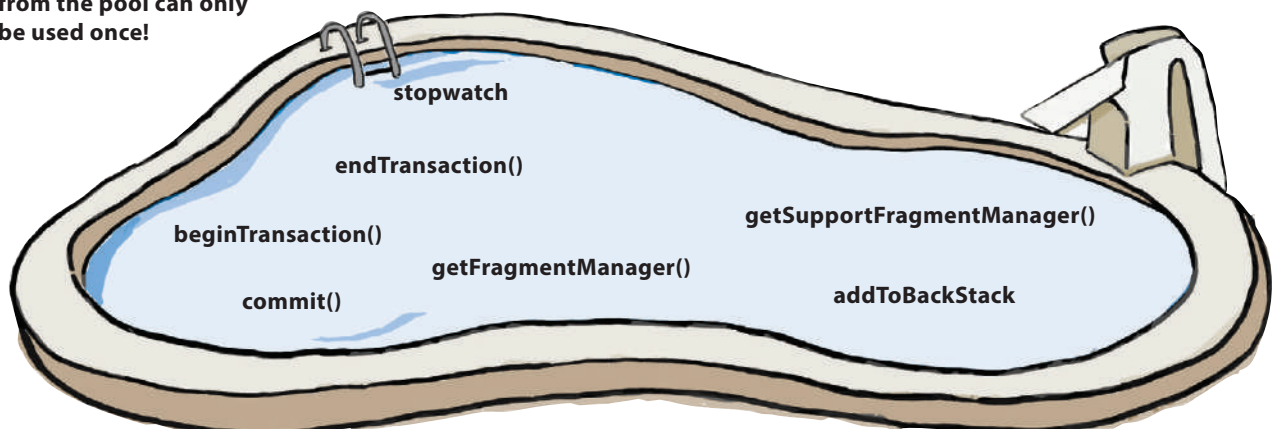 from the pool can only
be used once!
stopwatch
endTransaction()
getSupportFragmentManager()
beginTransaction()
getFragmentManager()
commit()
addToBackStack